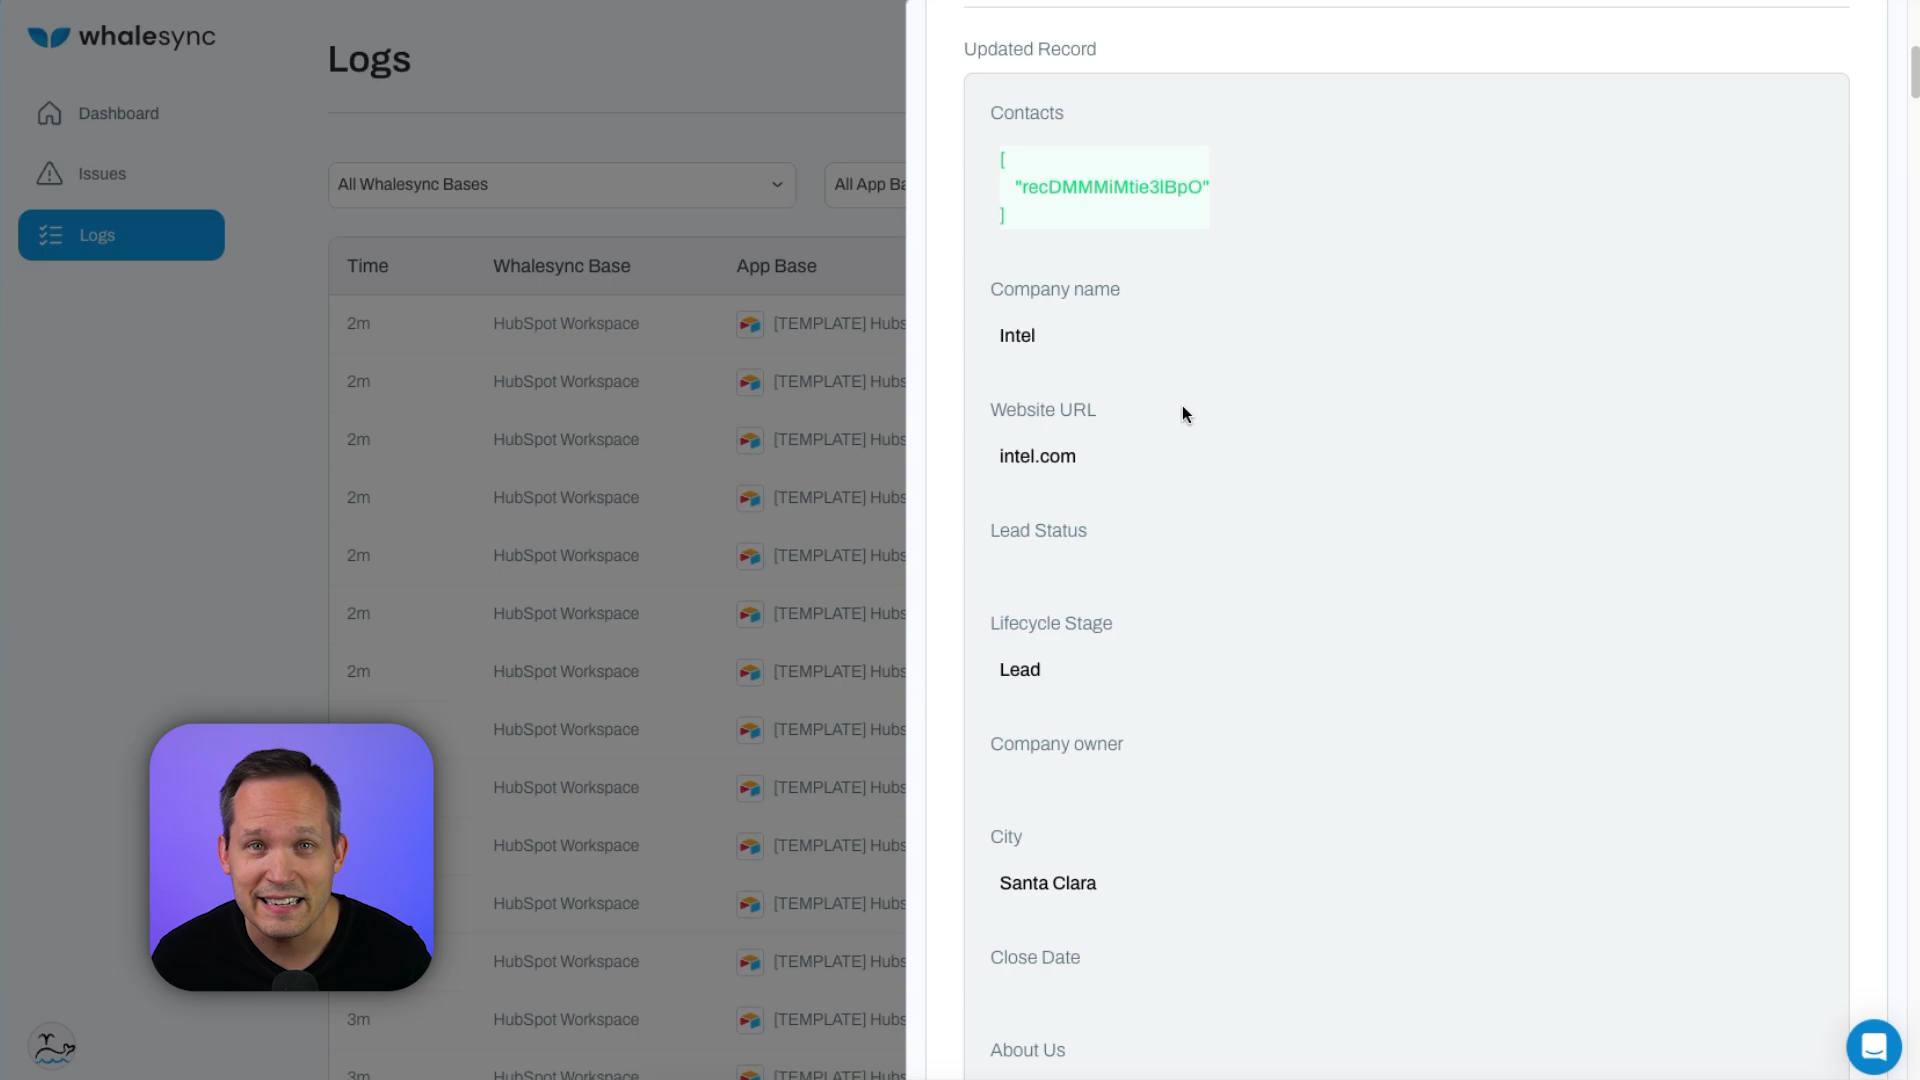 whalesync
Dashboard
Issues
Logs
Logs
All Whalesync Bases
All App Ba
Time Whalesync Base App Base
2m HubSpot Workspace [TEMPLATE] Hubs
2m HubSpot Workspace [TEMPLATE] Hubs
2m HubSpot Workspace [TEMPLATE] Hubs
2m HubSpot Workspace [TEMPLATE] Hubs
2m HubSpot Workspace [TEMPLATE] Hubs
2m HubSpot Workspace [TEMPLATE] Hubs
2m HubSpot Workspace [TEMPLATE] Hubs
HubSpot Workspace [TEMPLATE] Hubs
HubSpot Workspace [TEMPLATE] Hubs
HubSpot Workspace [TEMPLATE] Hubs
HubSpot Workspace [TEMPLATE] Hubs
HubSpot Workspace [TEMPLATE] Hubs
3m HubSpot Workspace [TEMPLATE] Hubs
3m HubSpot Workspace [TEMPLATE] Hubs
Updated Record
Contacts
[
"recDMMMiMtie3lBpO"
]
Company name
Intel
Website URL
intel.com
Lead Status
Lifecycle Stage
Lead
Company owner
City
Santa Clara
Close Date
About Us